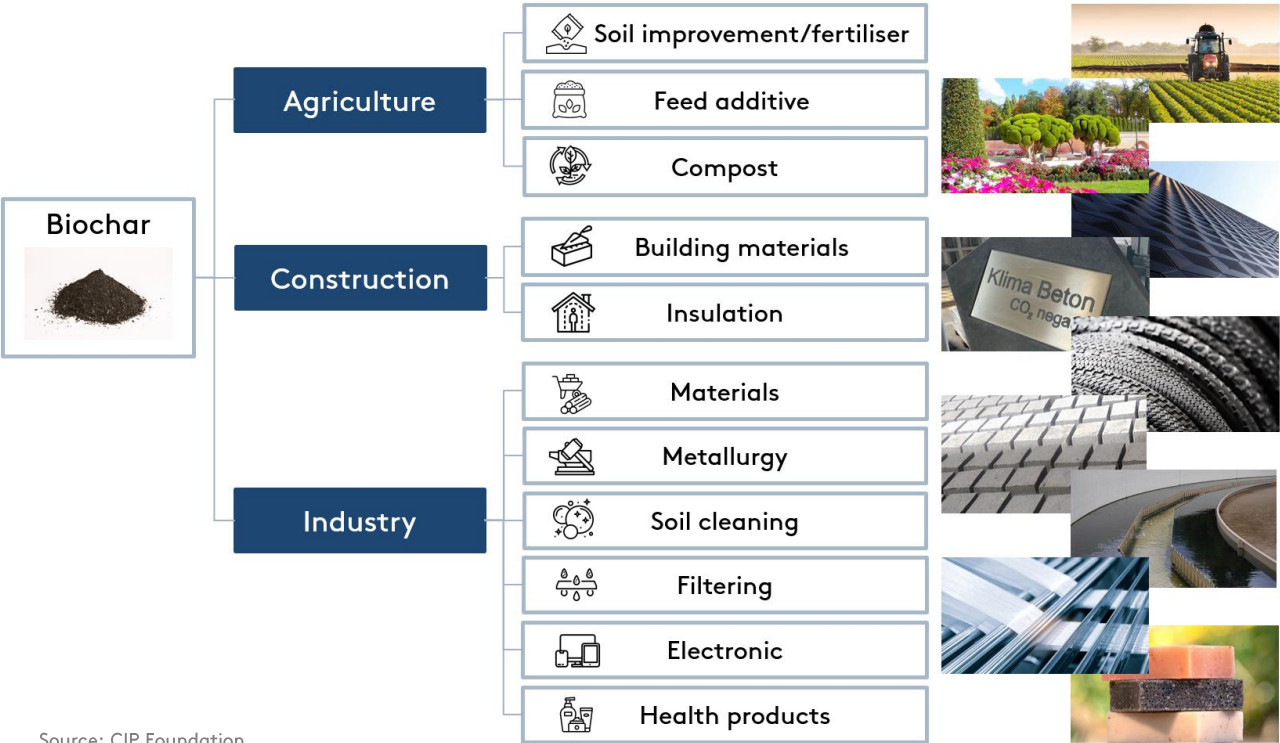 Biochar
Agriculture
Soil improvement/fertiliser
Feed additive
Compost
Construction
Building materials
Insulation
Industry
Materials
Metallurgy
Soil cleaning
Filtering
Electronic
Health products
Klima Beton
CO₂ nega
Source: CIP Foundation